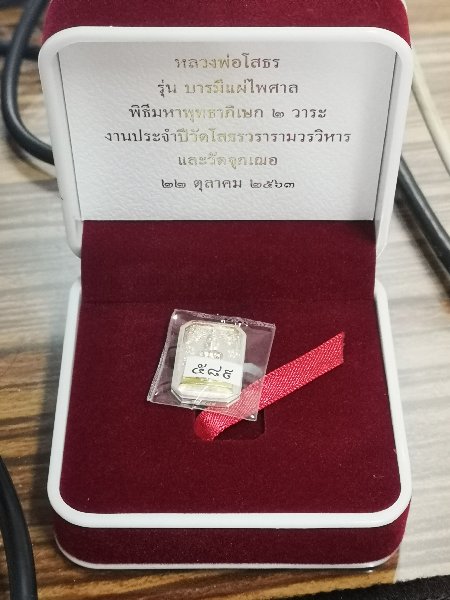 หลวงพ่อโสธร
รุ่น บารมีแผ่ไพศาล
พิธีมหาพุทธาภิเษก ๒ วาระ
งานประจำปีวัดโสธรวรารามวรวิหาร
และวัดจุกเฌอ
๒๒ ตุลาคม ๒๕๖๓
๕๘๙